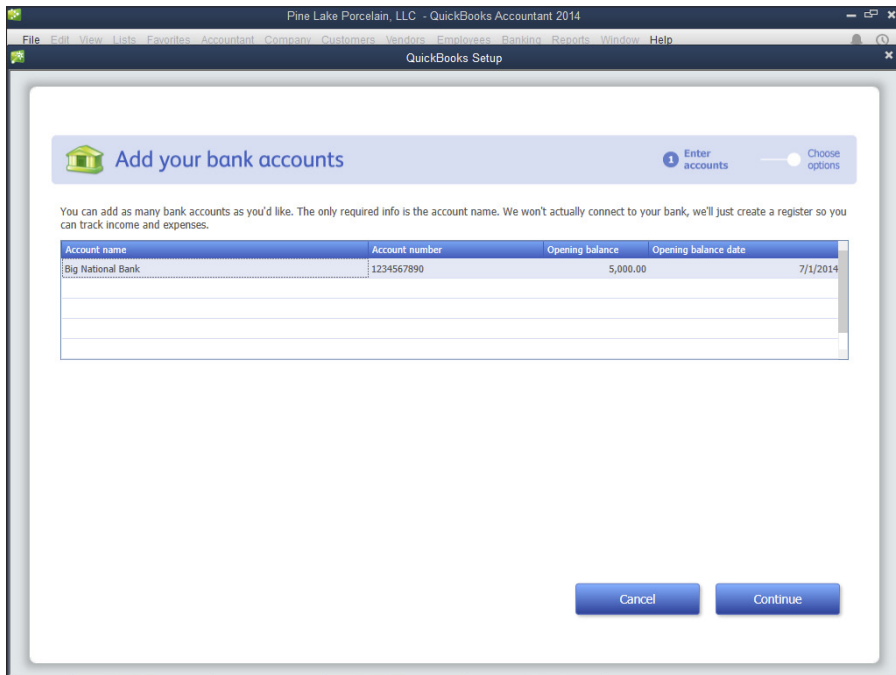 Pine Lake Porcelain, LLC - QuickBooks Accountant 2014
File Edit View Lists Favorites Accountant Company Customers Vendors Employees Banking Reports Window Help
QuickBooks Setup
Add your bank accounts
1 Enter accounts
Choose options
You can add as many bank accounts as you'd like. The only required info is the account name. We won't actually connect to your bank, we'll just create a register so you
can track income and expenses.
Account name Account number Opening balance Opening balance date
Big National Bank 1234567890 5,000.00 7/1/2014
Cancel Continue